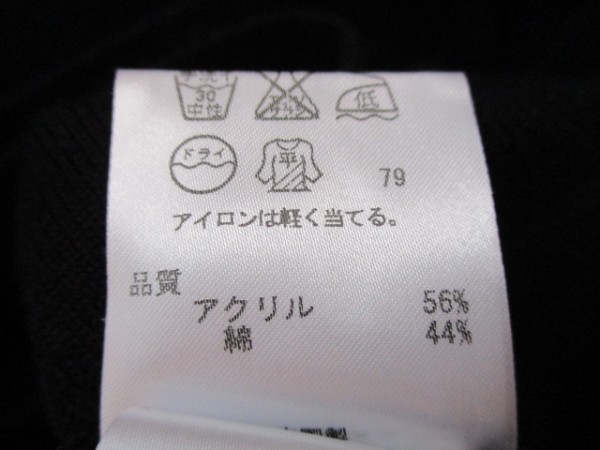 手洗イ
30
中性
低
ドライ
平
79
アイロンは軽く当てる。
品質
アクリル 56%
綿 44%